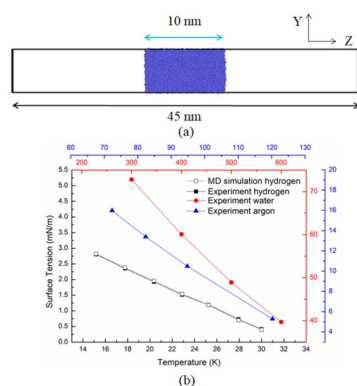 10 nm
Y
Z
45 nm
(a)
60 70 80 90 100 110 120 130
200 300 400 500 600
MD simulation hydrogen
Experiment hydrogen
Experiment water
Experiment argon
Surface Tension (mN/m)
5.5
5.0
4.5
4.0
3.5
3.0
2.5
2.0
1.5
1.0
0.5
0.0
70
60
50
40
20
18
16
14
12
10
8
6
4
14 16 18 20 22 24 26 28 30 32 34
Temperature (K)
(b)